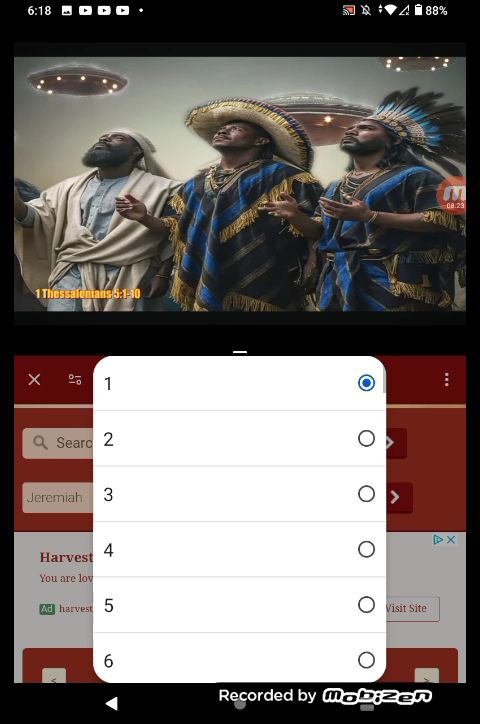 6:18
88%
08:23
1 Thessalonians 5:1-10
1
Searc
2
Jeremiah
3
4
Harvest
You are lov
Ad harvest
Visit Site
5
6
<
>
Recorded by Mobizen